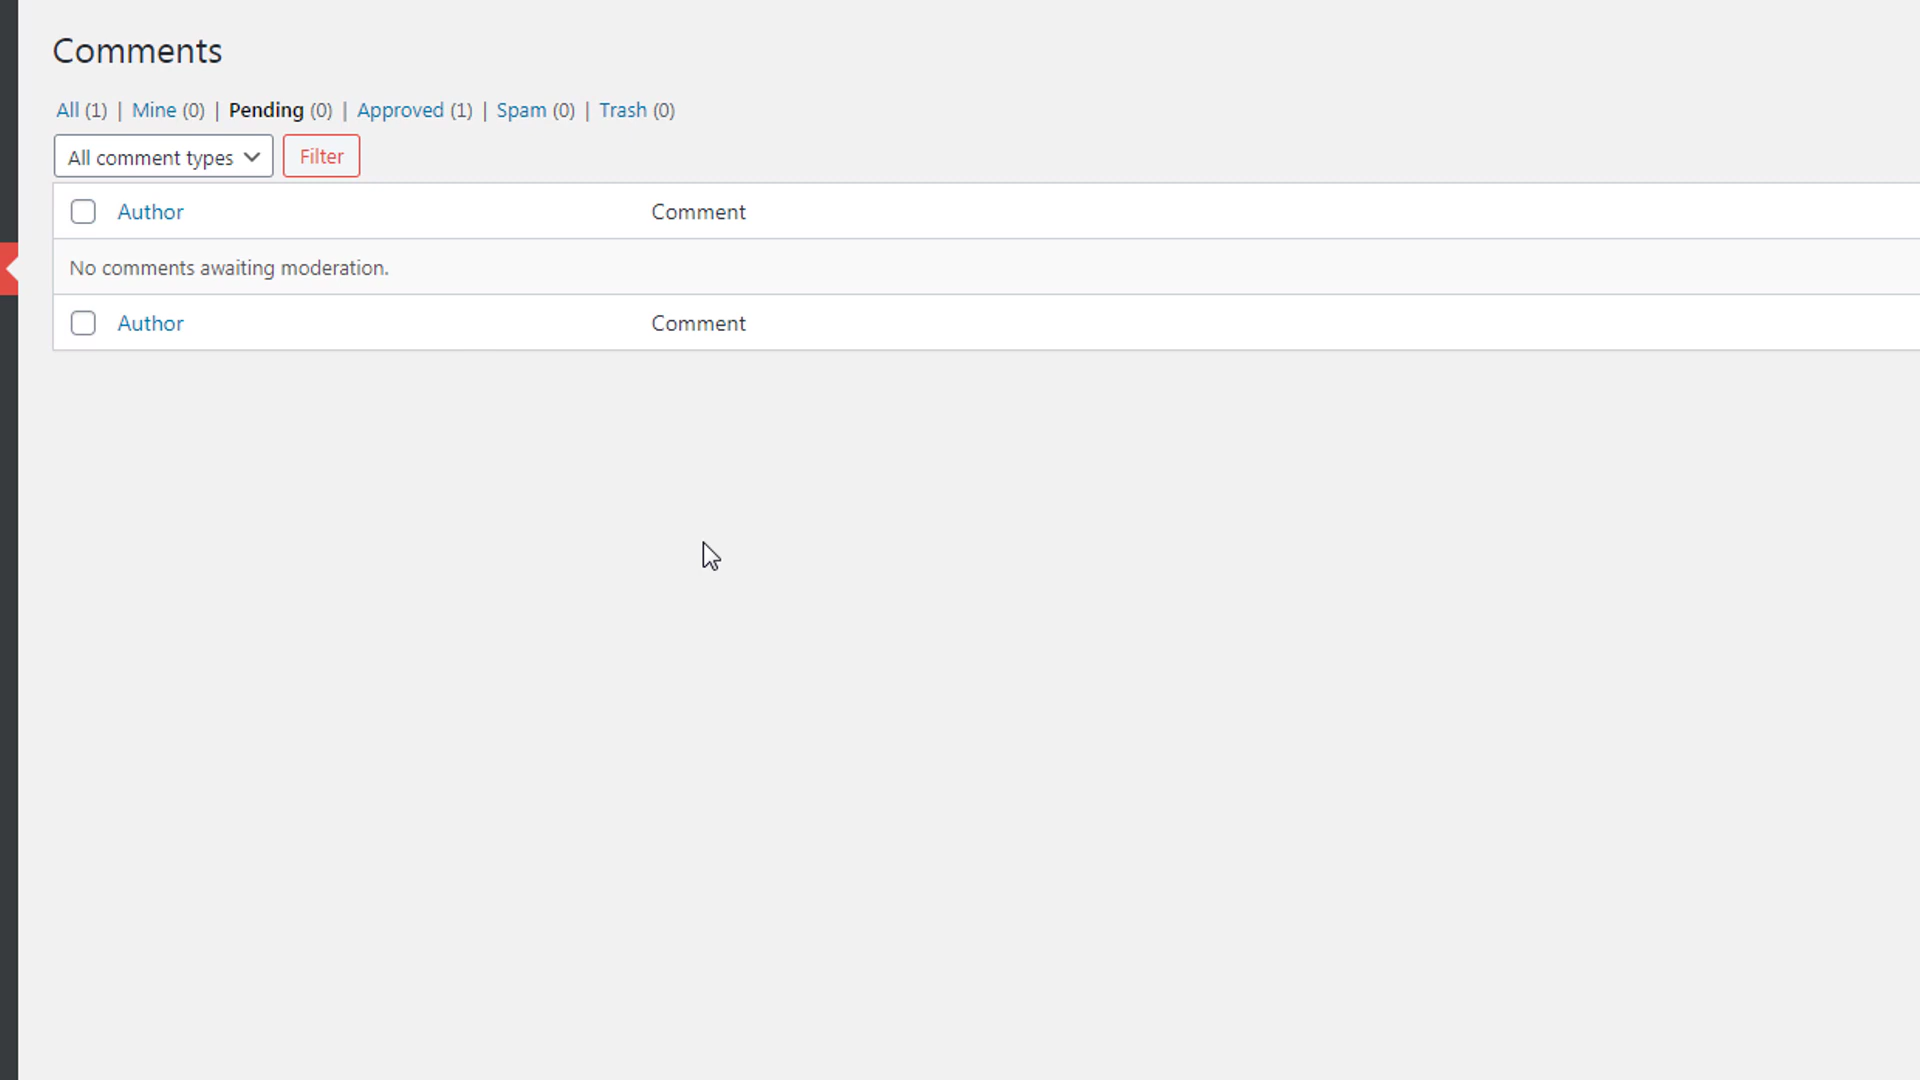 Comments
All (1) | Mine (0) | Pending (0) | Approved (1) | Spam (0) | Trash (0)
All comment types Filter
Author Comment
No comments awaiting moderation.
Author Comment